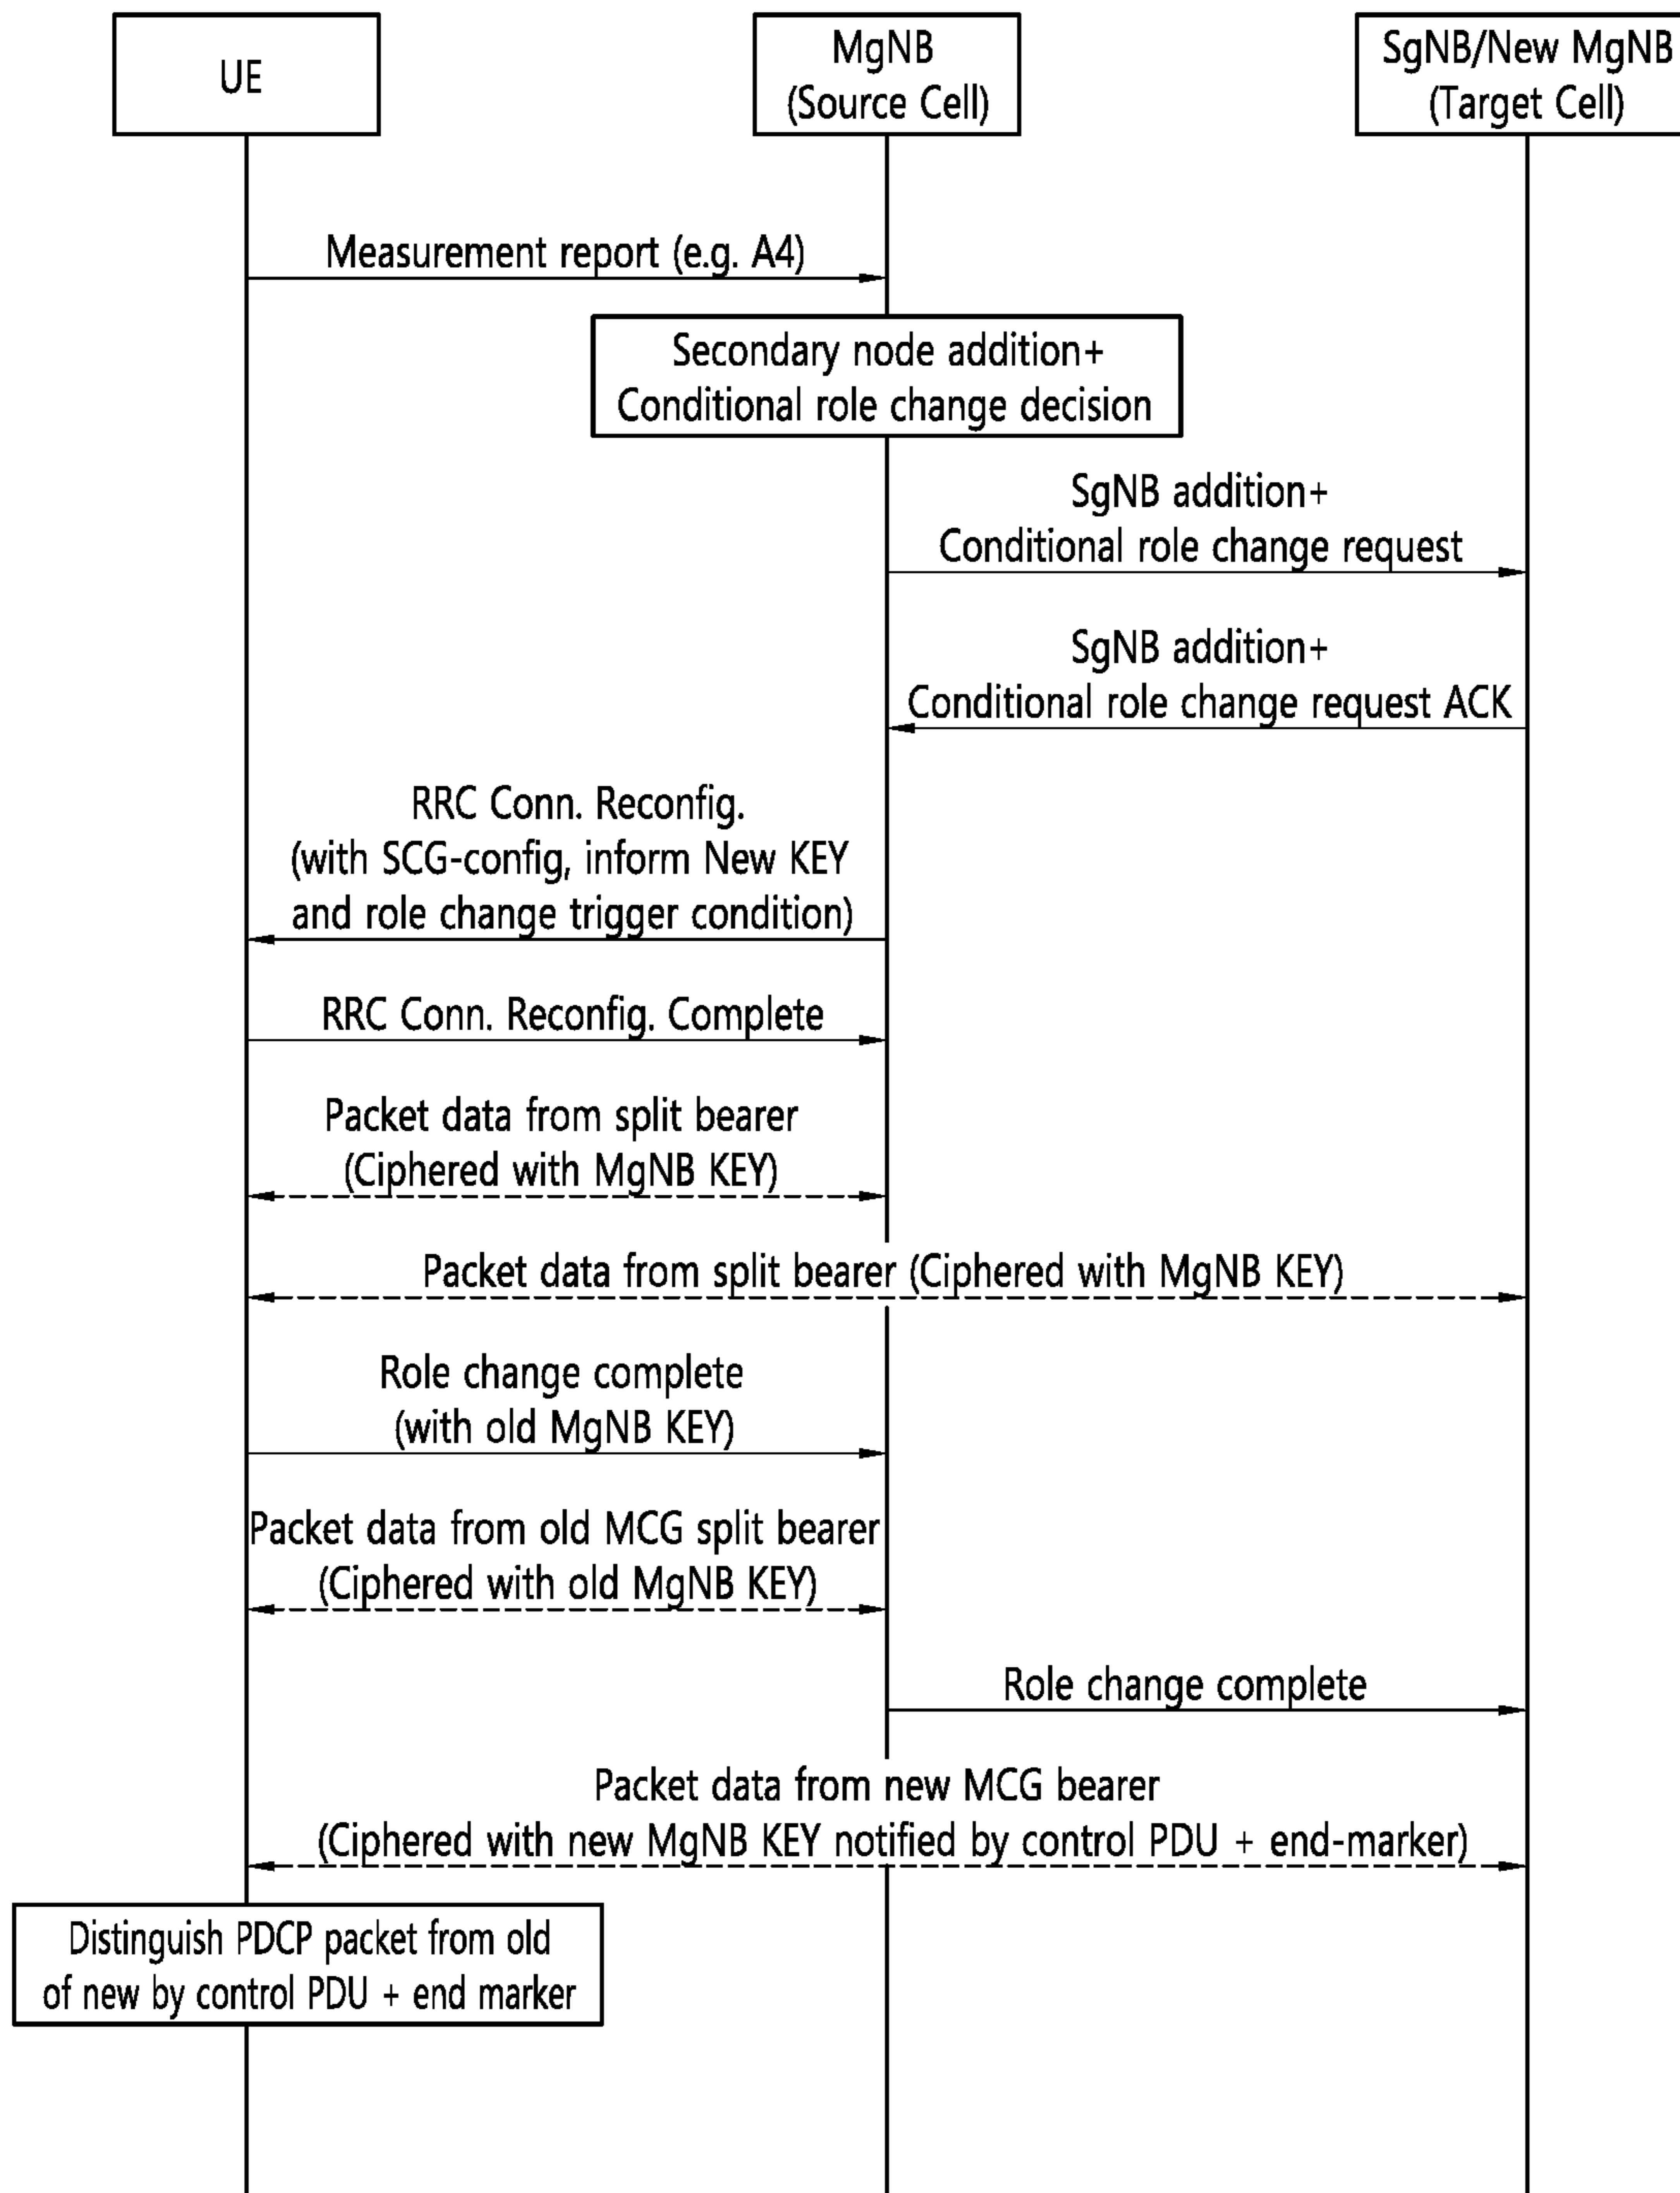 UE
MgNB
(Source Cell)
SgNB/New MgNB
(Target Cell)
Measurement report (e.g. A4)
Secondary node addition+
Conditional role change decision
SgNB addition+
Conditional role change request
SgNB addition+
Conditional role change request ACK
RRC Conn. Reconfig.
(with SCG-config, inform New KEY
and role change trigger condition)
RRC Conn. Reconfig. Complete
Packet data from split bearer
(Ciphered with MgNB KEY)
Packet data from split bearer (Ciphered with MgNB KEY)
Role change complete
(with old MgNB KEY)
Packet data from old MCG split bearer
(Ciphered with old MgNB KEY)
Role change complete
Packet data from new MCG bearer
(Ciphered with new MgNB KEY notified by control PDU + end-marker)
Distinguish PDCP packet from old
of new by control PDU + end marker